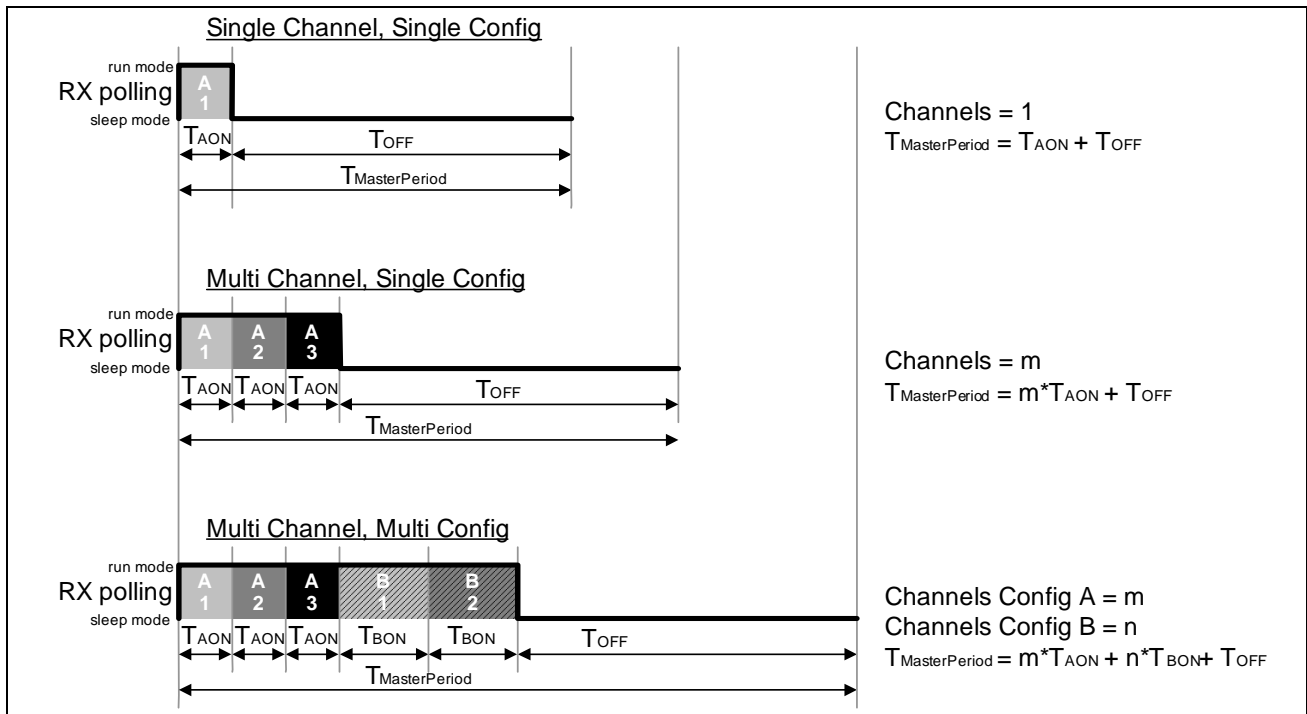 Single Channel, Single Config
run mode
RX polling
sleep mode
A
1
TAON
TOFF
TMasterPeriod
Channels = 1
TMasterPeriod = TAON + TOFF
Multi Channel, Single Config
run mode
RX polling
sleep mode
A
1
A
2
A
3
TAON TAON TAON
TOFF
TMasterPeriod
Channels = m
TMasterPeriod = m*TAON + TOFF
Multi Channel, Multi Config
run mode
RX polling
sleep mode
A
1
A
2
A
3
B
1
B
2
TAON TAON TAON TBON TBON TOFF
TMasterPeriod
Channels Config A = m
Channels Config B = n
TMasterPeriod = m*TAON + n*TBON+ TOFF